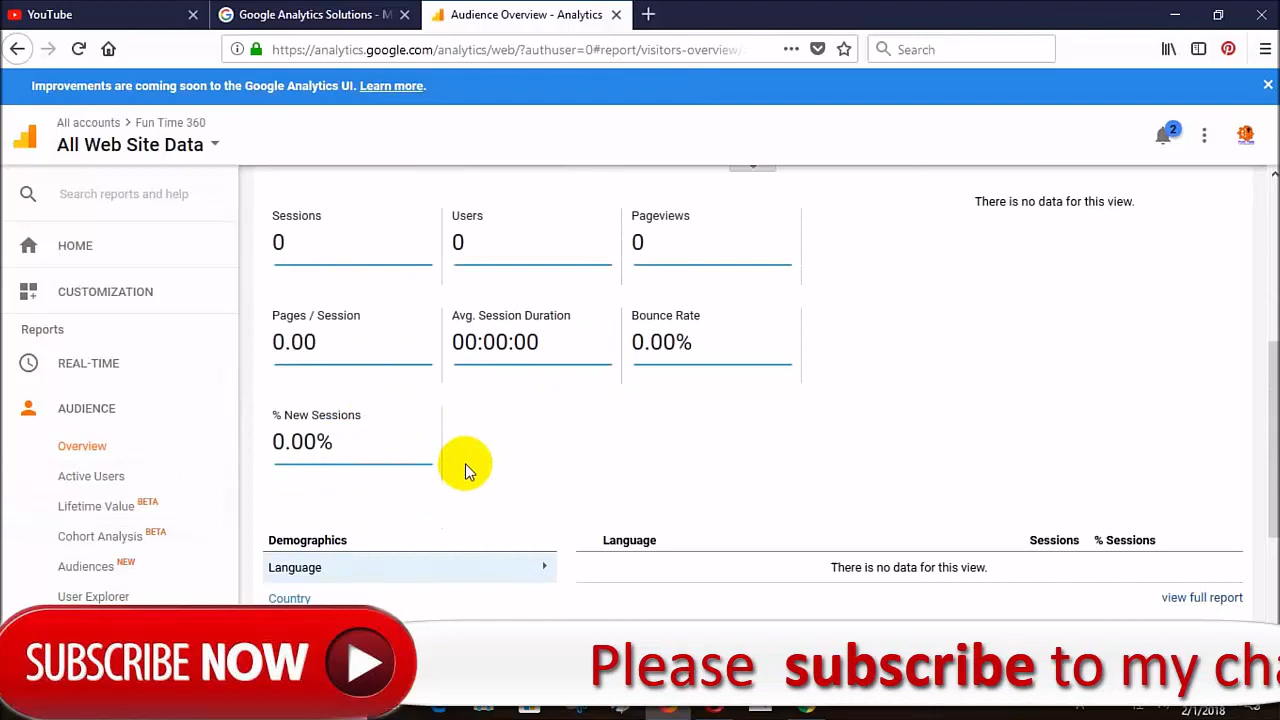 YouTube
Google Analytics Solutions - M
Audience Overview - Analytics
https://analytics.google.com/analytics/web/?authuser=0#report/visitors-overview/
Search
Improvements are coming soon to the Google Analytics UI. Learn more.
All accounts > Fun Time 360
All Web Site Data
2
Search reports and help
HOME
CUSTOMIZATION
Reports
REAL-TIME
AUDIENCE
Overview
Active Users
Lifetime Value BETA
Cohort Analysis BETA
Audiences NEW
User Explorer
There is no data for this view.
Sessions
0
Users
0
Pageviews
0
Pages / Session
0.00
Avg. Session Duration
00:00:00
Bounce Rate
0.00%
% New Sessions
0.00%
Demographics
Language
Country
Language Sessions % Sessions
There is no data for this view.
view full report
SUBSCRIBE NOW
Please subscribe to my cha
2/1/2018